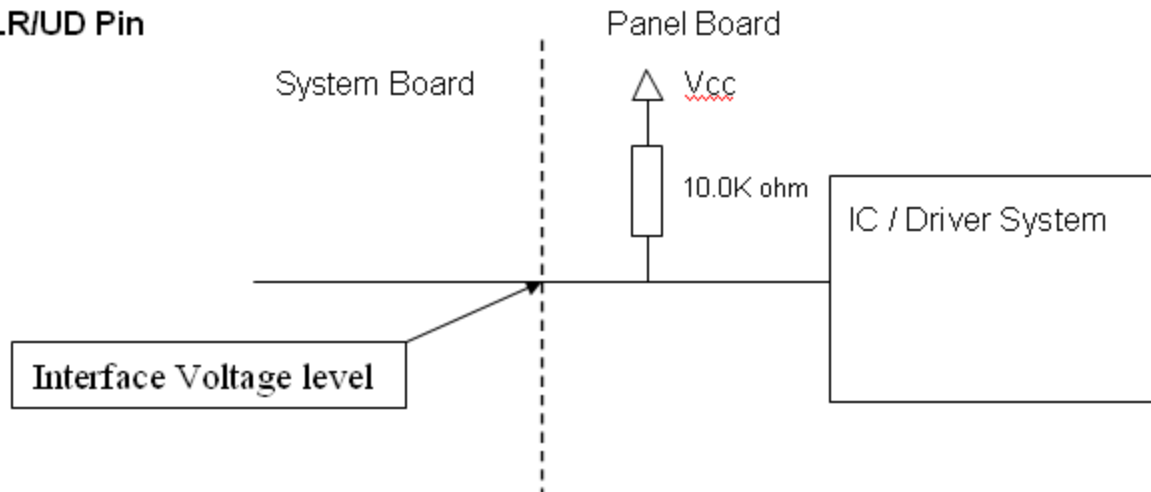 LR/UD Pin
Panel Board
System Board
Vcc
10.0K ohm
IC / Driver System
Interface Voltage level